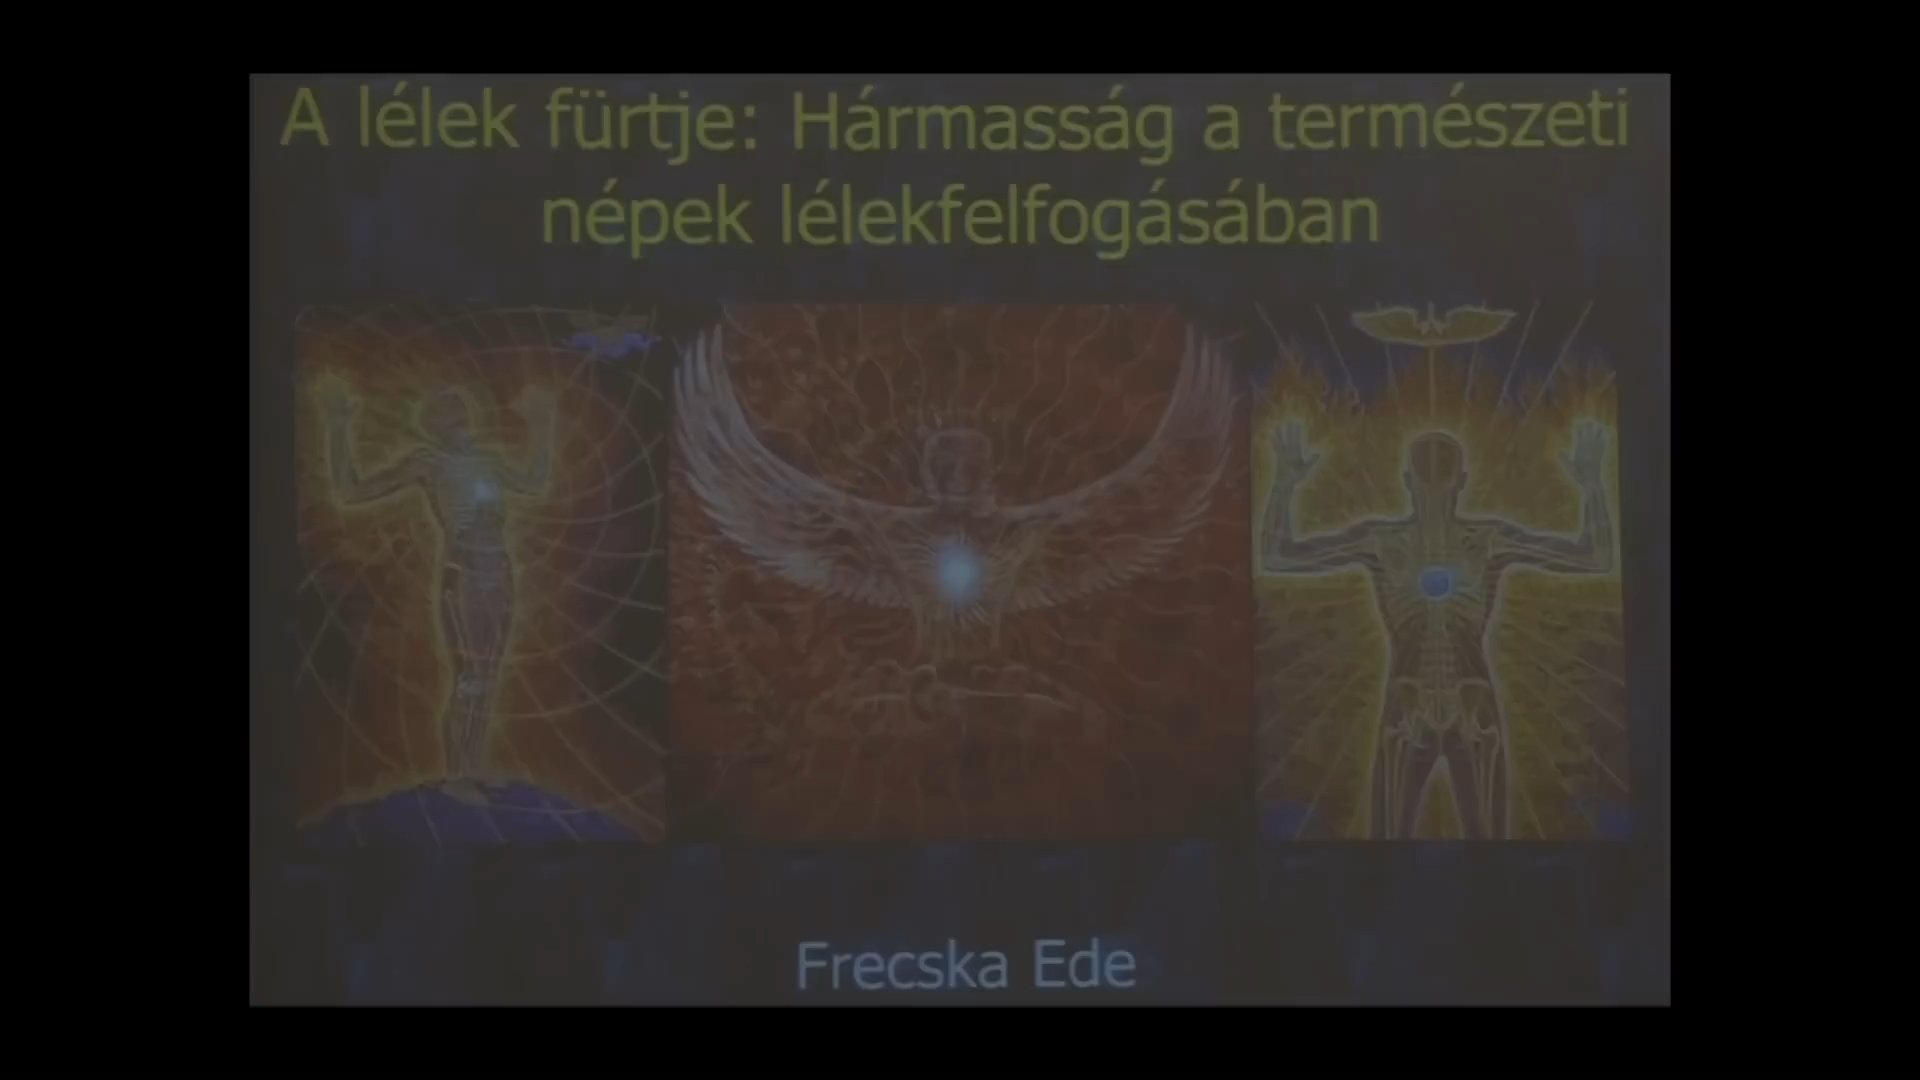 A lélek fürtje: Hármasság a természeti
népek lélekfelfogásában
Frecska Ede